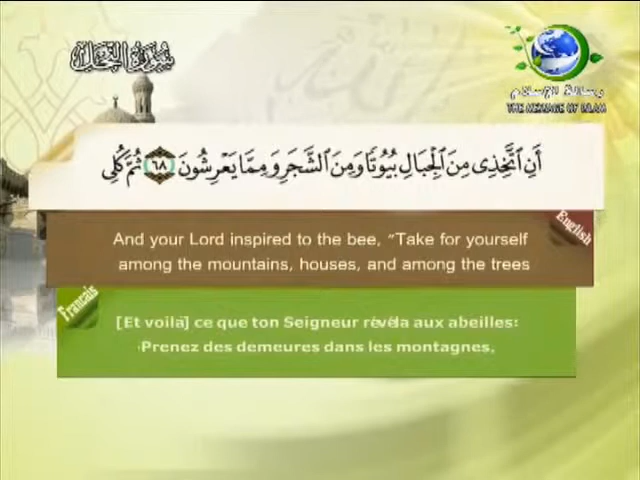 سورة النحل
رسالة الإسلام
THE MESSAGE OF ISLAM
أَنِ ٱتَّخِذِى مِنَ ٱلْجِبَالِ بُيُوتًا وَمِنَ ٱلشَّجَرِ وَمِمَّا يَعْرِشُونَ ٦٨ ثُمَّ كُلِى
English
And your Lord inspired to the bee, "Take for yourself
among the mountains, houses, and among the trees
Francais
[Et voilà] ce que ton Seigneur révéla aux abeilles:
Prenez des demeures dans les montagnes,